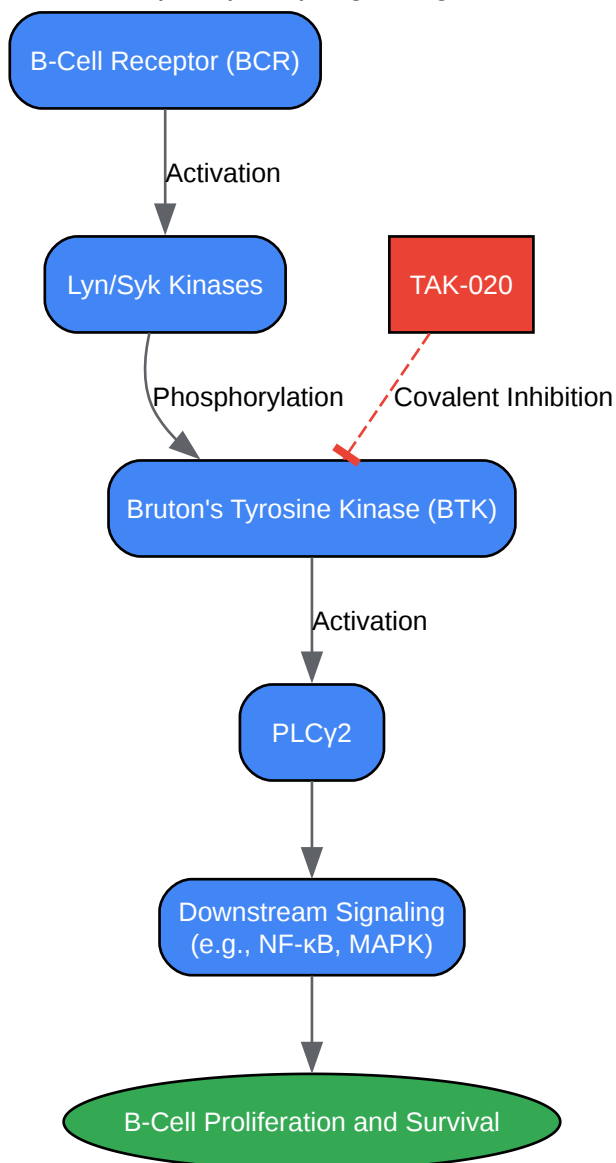 B-Cell Receptor (BCR)
Activation
Lyn/Syk Kinases
TAK-020
Phosphorylation
Covalent Inhibition
Bruton's Tyrosine Kinase (BTK)
Activation
PLCγ2
Downstream Signaling
(e.g., NF-κB, MAPK)
B-Cell Proliferation and Survival